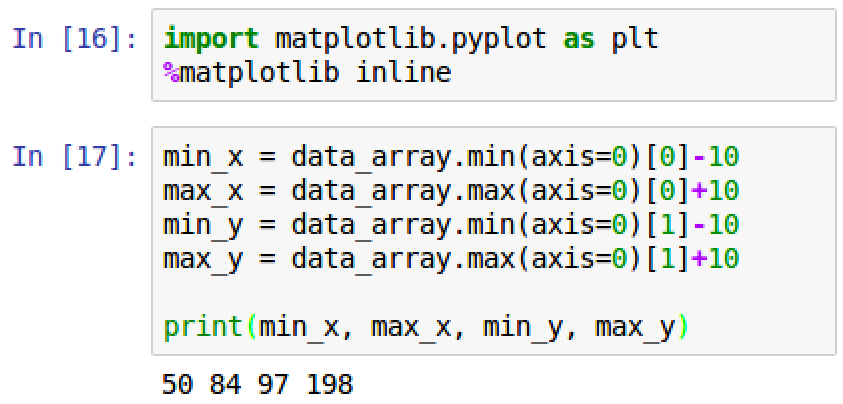 In [16]: import matplotlib.pyplot as plt
%matplotlib inline
In [17]: min_x = data_array.min(axis=0)[0]-10
max_x = data_array.max(axis=0)[0]+10
min_y = data_array.min(axis=0)[1]-10
max_y = data_array.max(axis=0)[1]+10
print(min_x, max_x, min_y, max_y)
50 84 97 198